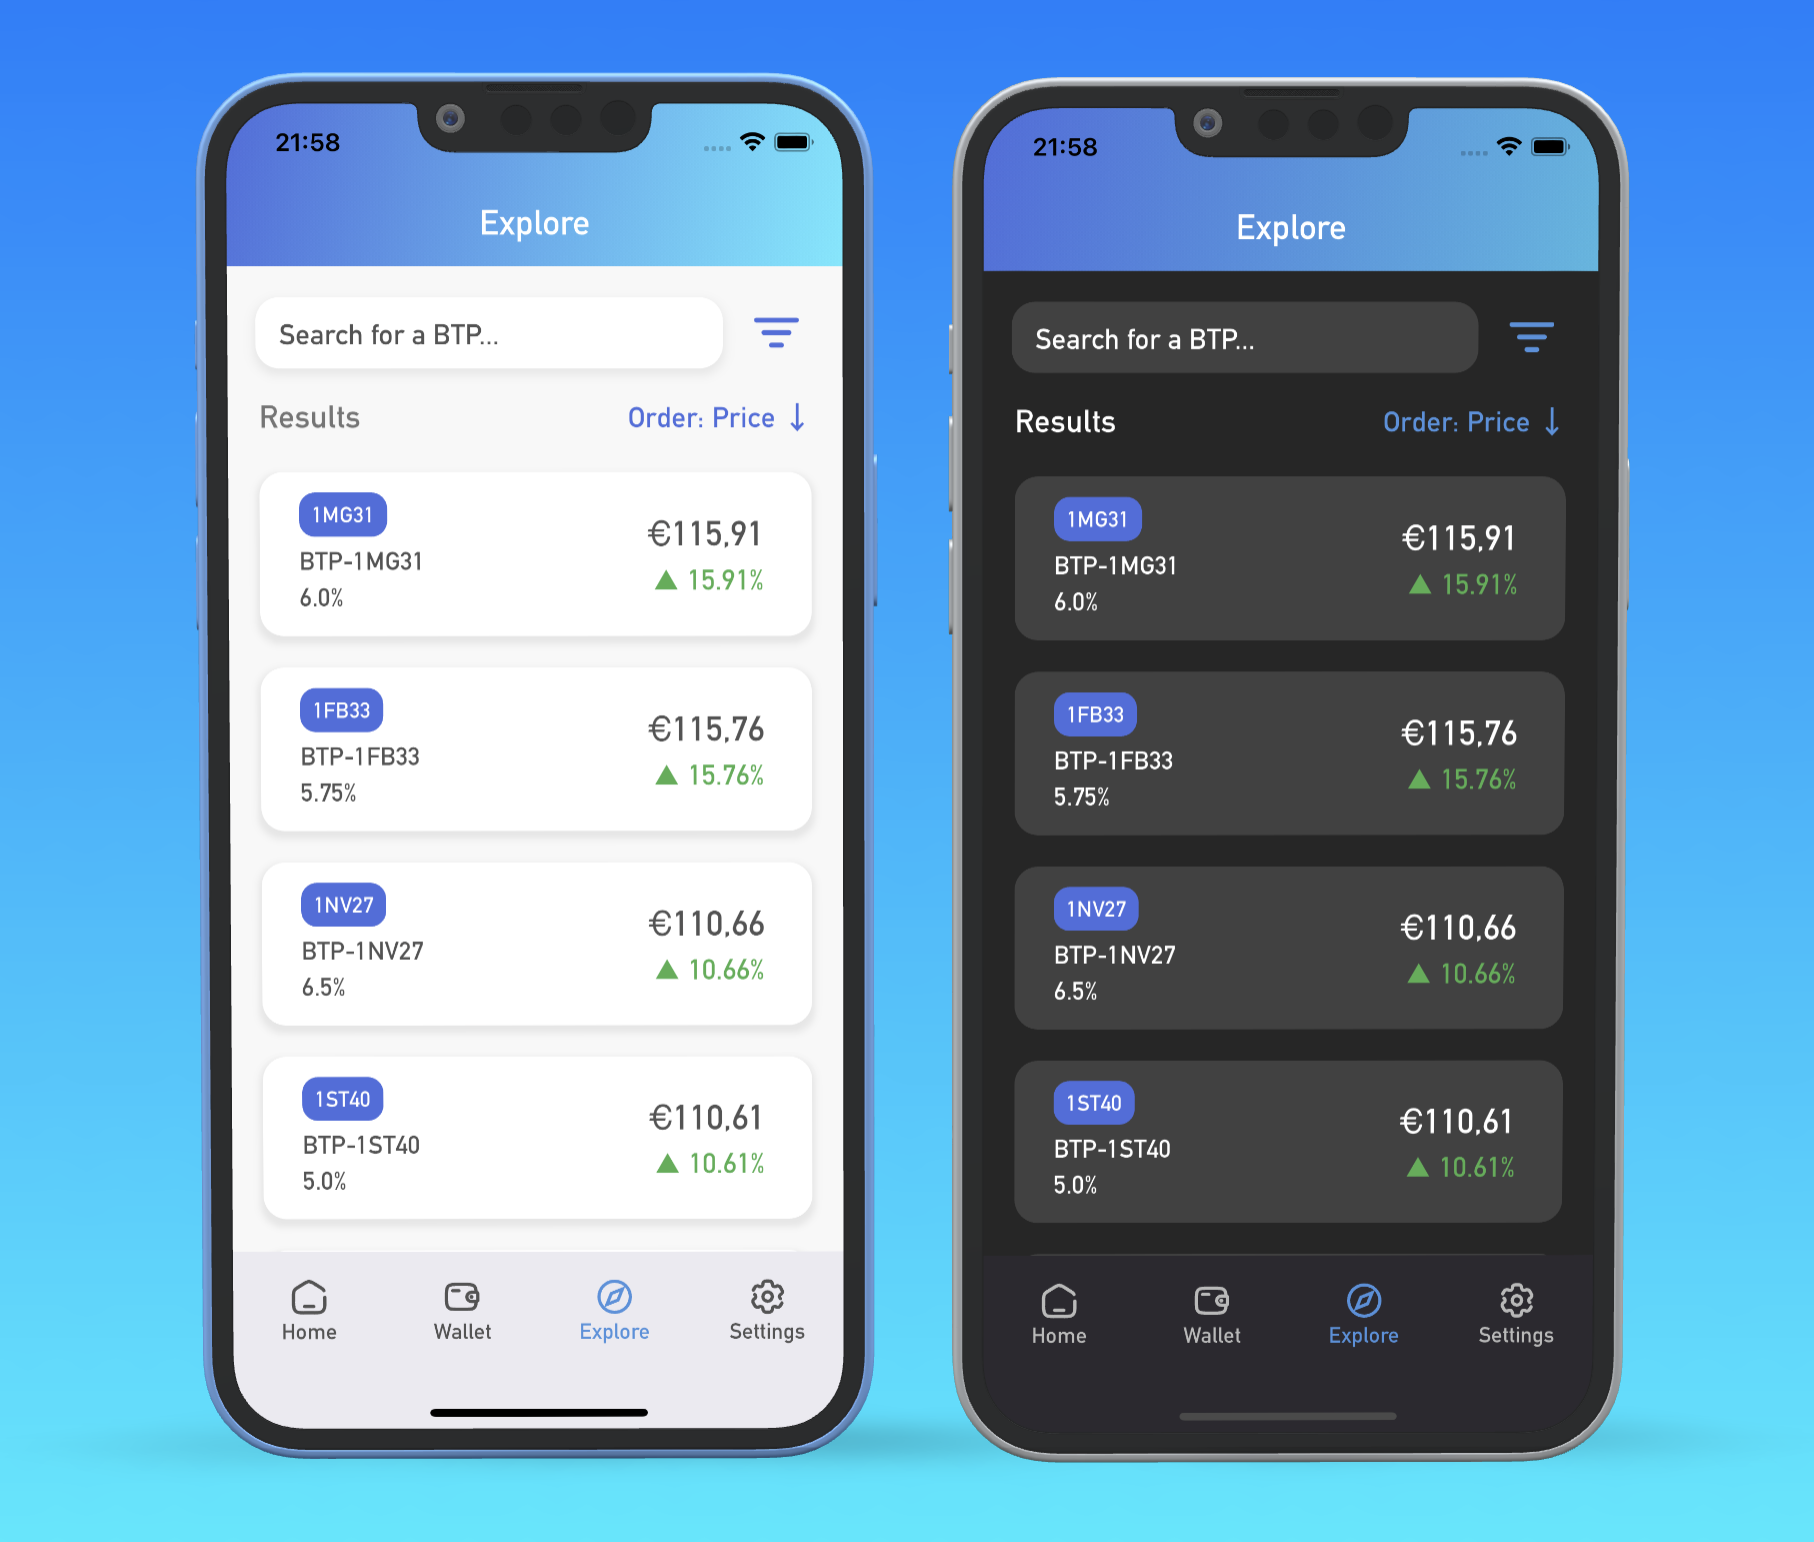 21:58
Explore
Search for a BTP...
Results
Order: Price ↓
1MG31
BTP-1MG31
6.0%
€115,91
▲ 15.91%
1FB33
BTP-1FB33
5.75%
€115,76
▲ 15.76%
1NV27
BTP-1NV27
6.5%
€110,66
▲ 10.66%
1ST40
BTP-1ST40
5.0%
€110,61
▲ 10.61%
Home
Wallet
Explore
Settings
21:58
Explore
Search for a BTP...
Results
Order: Price ↓
1MG31
BTP-1MG31
6.0%
€115,91
▲ 15.91%
1FB33
BTP-1FB33
5.75%
€115,76
▲ 15.76%
1NV27
BTP-1NV27
6.5%
€110,66
▲ 10.66%
1ST40
BTP-1ST40
5.0%
€110,61
▲ 10.61%
Home
Wallet
Explore
Settings